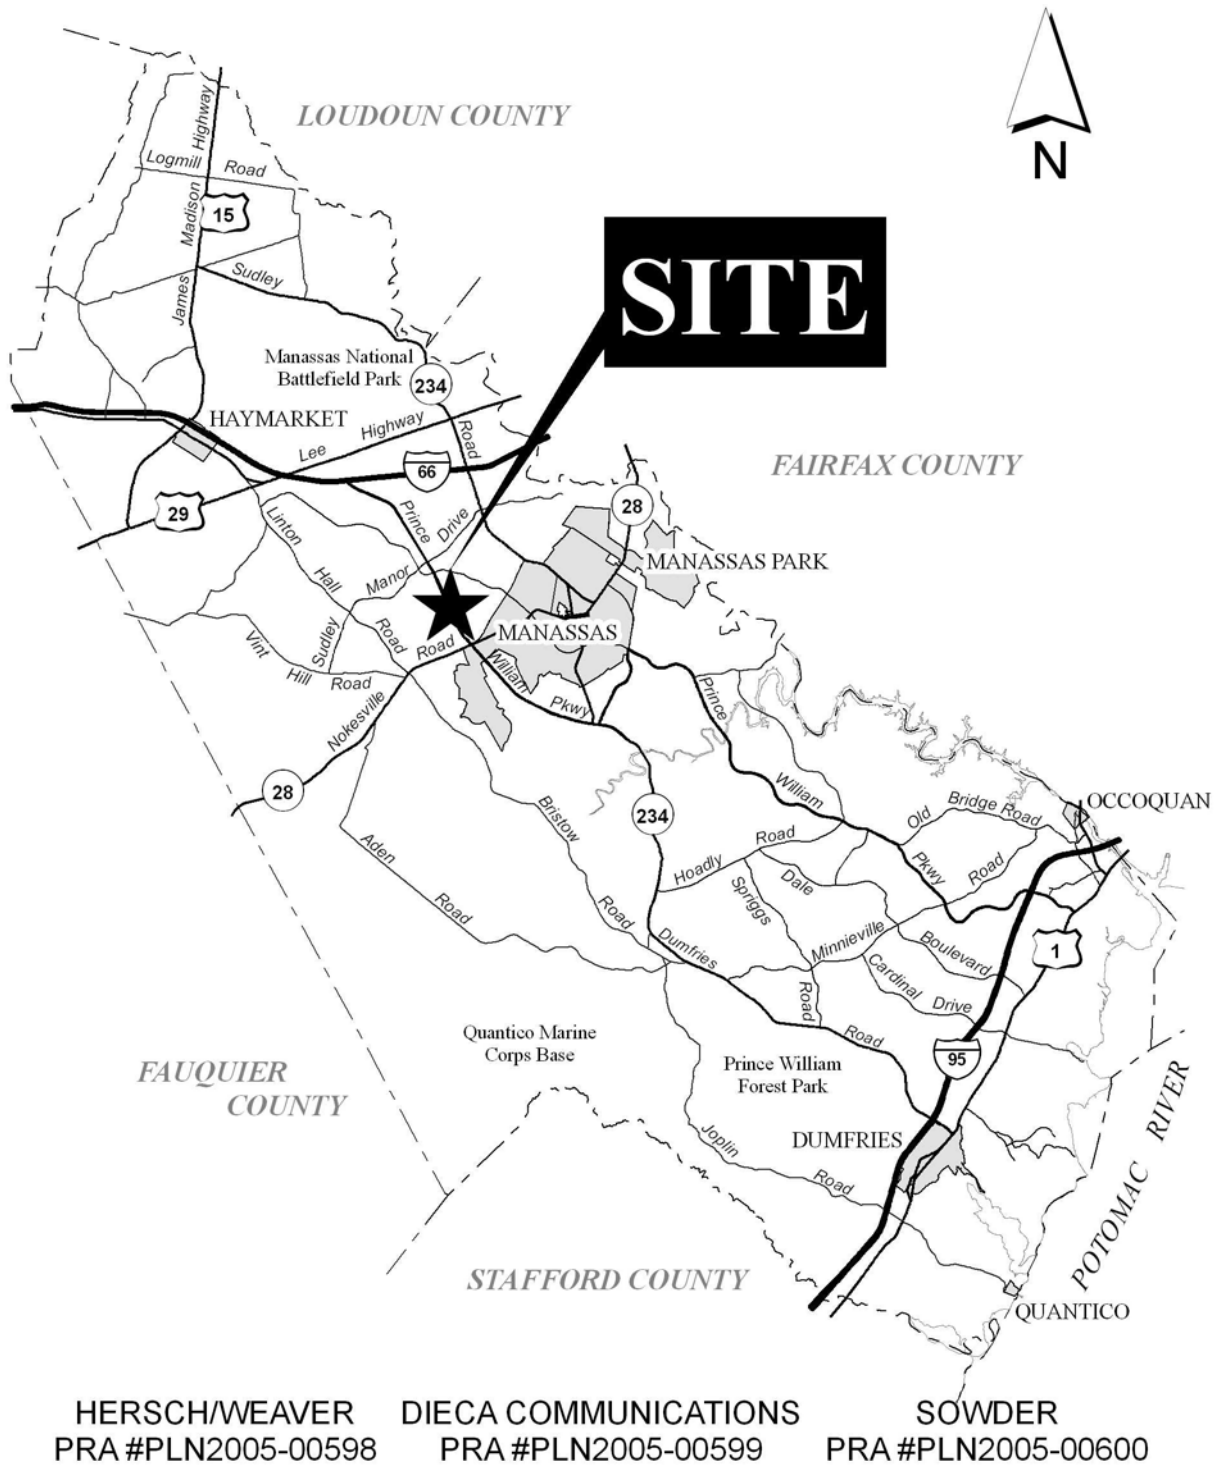 LOUDOUN COUNTY
N
Logmill Road
James Madison Highway
15
Sudley
SITE
Manassas National
Battlefield Park
234
HAYMARKET
Lee Highway
Road
66
FAIRFAX COUNTY
29
28
Prince
Linton
Hall
Road
Sudley
Manor
Drive
MANASSAS PARK
MANASSAS
Vint
Hill
Road
Nokesville
Road
William
Pkwy
Prince
William
Pkwy
28
234
Bristow
Road
Aden
Road
OCCOQUAN
Old
Bridge Road
Hoadly
Road
Dale
Boulevard
Spriggs
Road
Minnieville
Road
Cardinal
Drive
1
Dumfries
Road
Quantico Marine
Corps Base
Prince William
Forest Park
95
FAUQUIER
COUNTY
DUMFRIES
Joplin
Road
POTOMAC RIVER
STAFFORD COUNTY
QUANTICO
HERSCH/WEAVER
PRA #PLN2005-00598
DIECA COMMUNICATIONS
PRA #PLN2005-00599
SOWDER
PRA #PLN2005-00600